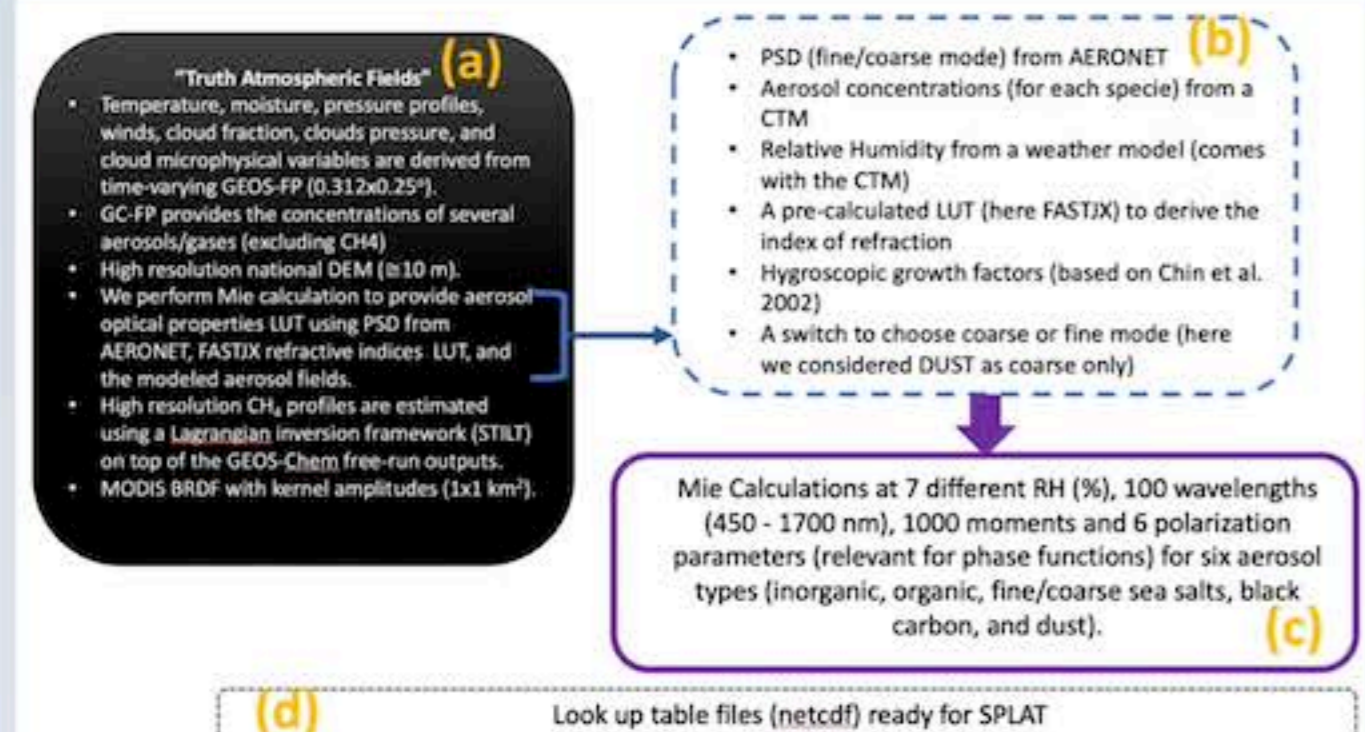 (a)
"Truth Atmospheric Fields"
• Temperature, moisture, pressure profiles,
winds, cloud fraction, clouds pressure, and
cloud microphysical variables are derived from
time-varying GEOS-FP (0.312x0.25°).
• GC-FP provides the concentrations of several
aerosols/gases (excluding CH4)
• High resolution national DEM (≅10 m).
• We perform Mie calculation to provide aerosol
optical properties LUT using PSD from
AERONET, FASTJX refractive indices LUT, and
the modeled aerosol fields.
• High resolution CH₄ profiles are estimated
using a Lagrangian inversion framework (STILT)
on top of the GEOS-Chem free-run outputs.
• MODIS BRDF with kernel amplitudes (1x1 km²).
(b)
• PSD (fine/coarse mode) from AERONET
• Aerosol concentrations (for each specie) from a
CTM
• Relative Humidity from a weather model (comes
with the CTM)
• A pre-calculated LUT (here FASTJX) to derive the
index of refraction
• Hygroscopic growth factors (based on Chin et al.
2002)
• A switch to choose coarse or fine mode (here
we considered DUST as coarse only)
Mie Calculations at 7 different RH (%), 100 wavelengths
(450 - 1700 nm), 1000 moments and 6 polarization
parameters (relevant for phase functions) for six aerosol
types (inorganic, organic, fine/coarse sea salts, black
carbon, and dust).
(c)
(d)
Look up table files (netcdf) ready for SPLAT